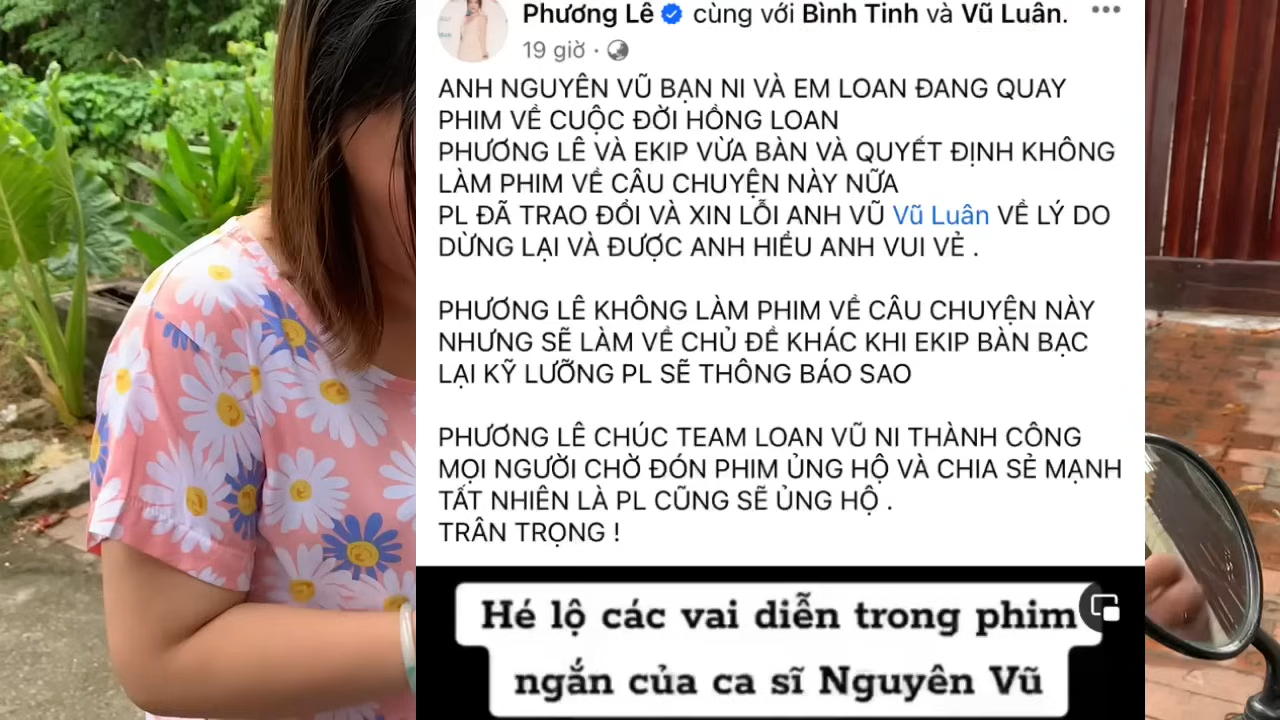 Phương Lê cùng với Bình Tinh và Vũ Luân.
19 giờ ·
ANH NGUYÊN VŨ BẠN NI VÀ EM LOAN ĐANG QUAY
PHIM VỀ CUỘC ĐỜI HỒNG LOAN
PHƯƠNG LÊ VÀ EKIP VỪA BÀN VÀ QUYẾT ĐỊNH KHÔNG
LÀM PHIM VỀ CÂU CHUYỆN NÀY NỮA
PL ĐÃ TRAO ĐỔI VÀ XIN LỖI ANH VŨ Vũ Luân VỀ LÝ DO
DỪNG LẠI VÀ ĐƯỢC ANH HIỂU ANH VUI VẺ .
PHƯƠNG LÊ KHÔNG LÀM PHIM VỀ CÂU CHUYỆN NÀY
NHƯNG SẼ LÀM VỀ CHỦ ĐỀ KHÁC KHI EKIP BÀN BẠC
LẠI KỸ LƯỠNG PL SẼ THÔNG BÁO SAO
PHƯƠNG LÊ CHÚC TEAM LOAN VŨ NI THÀNH CÔNG
MỌI NGƯỜI CHỜ ĐÓN PHIM ỦNG HỘ VÀ CHIA SẺ MẠNH
TẤT NHIÊN LÀ PL CŨNG SẼ ỦNG HỘ .
TRÂN TRỌNG !
Hé lộ các vai diễn trong phim
ngắn của ca sĩ Nguyên Vũ